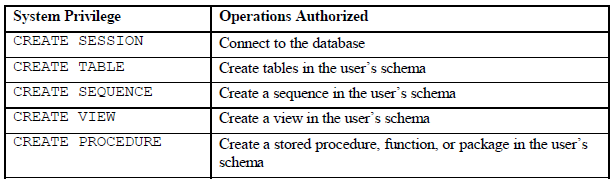 System Privilege Operations Authorized
CREATE SESSION Connect to the database
CREATE TABLE Create tables in the user's schema
CREATE SEQUENCE Create a sequence in the user's schema
CREATE VIEW Create a view in the user's schema
CREATE PROCEDURE Create a stored procedure, function, or package in the user's
schema